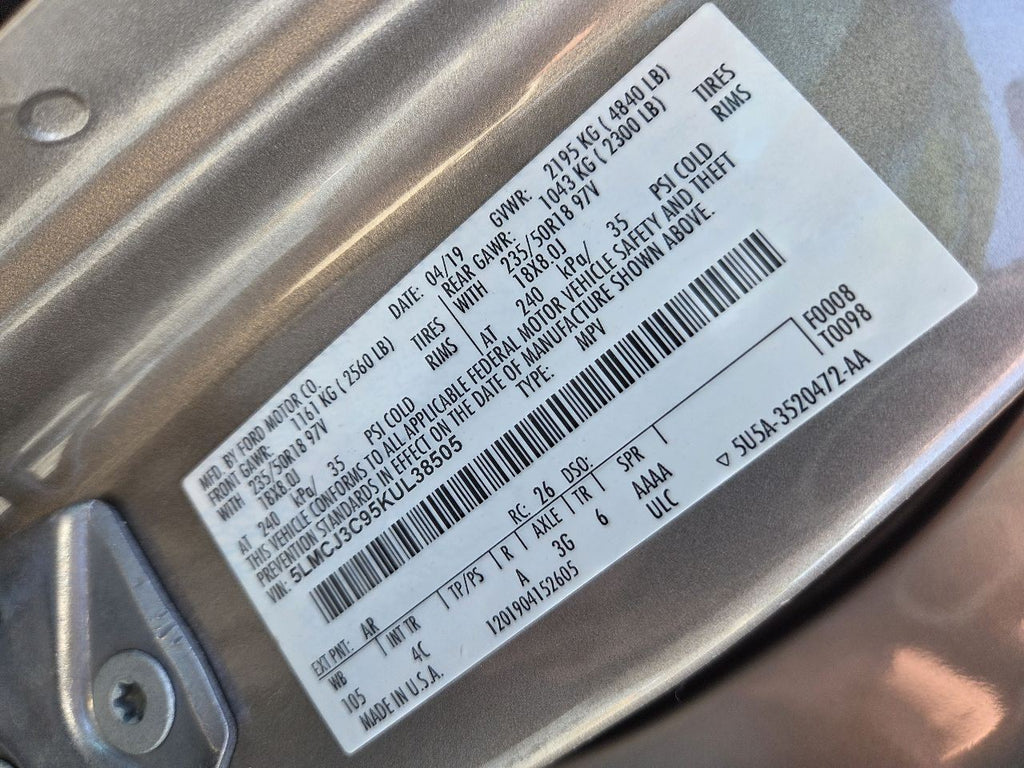 MFD. BY FORD MOTOR CO.
DATE: 04/19 GVWR: 2195 KG ( 4840 LB)
FRONT GAWR: 1161 KG ( 2560 LB) REAR GAWR: 1043 KG ( 2300 LB)
WITH 235/50R18 97V TIRES WITH 235/50R18 97V TIRES
18X8.0J RIMS 18X8.0J RIMS
AT 240 kPa/ 35 PSI COLD AT 240 kPa/ 35 PSI COLD
THIS VEHICLE CONFORMS TO ALL APPLICABLE FEDERAL MOTOR VEHICLE SAFETY AND THEFT
PREVENTION STANDARDS IN EFFECT ON THE DATE OF MANUFACTURE SHOWN ABOVE.
VIN: 5LMCJ3C95KUL38505 TYPE: MPV
F0008
T0098
EXT PNT: AR RC: 26 DSO:
WB INT TR TP/PS R AXLE TR SPR
105 4C A 3G 6 AAAA
MADE IN U.S.A. 1201904152605 ULC
▽ 5U5A-3520472-AA